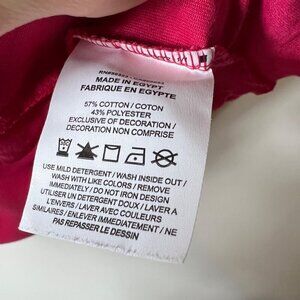 MADE IN EGYPT
FABRIQUE EN EGYPTE
57% COTTON / COTON
43% POLYESTER
EXCLUSIVE OF DECORATION /
DECORATION NON COMPRISE
USE MILD DETERGENT / WASH INSIDE OUT /
WASH WITH LIKE COLORS / REMOVE
IMMEDIATELY / DO NOT IRON DESIGN
UTILISER UN DETERGENT DOUX / LAVER A
L'ENVERS / LAVER AVEC COULEURS
SIMILAIRES / ENLEVER IMMEDIATEMENT / NE
PAS REPASSER LE DESSIN